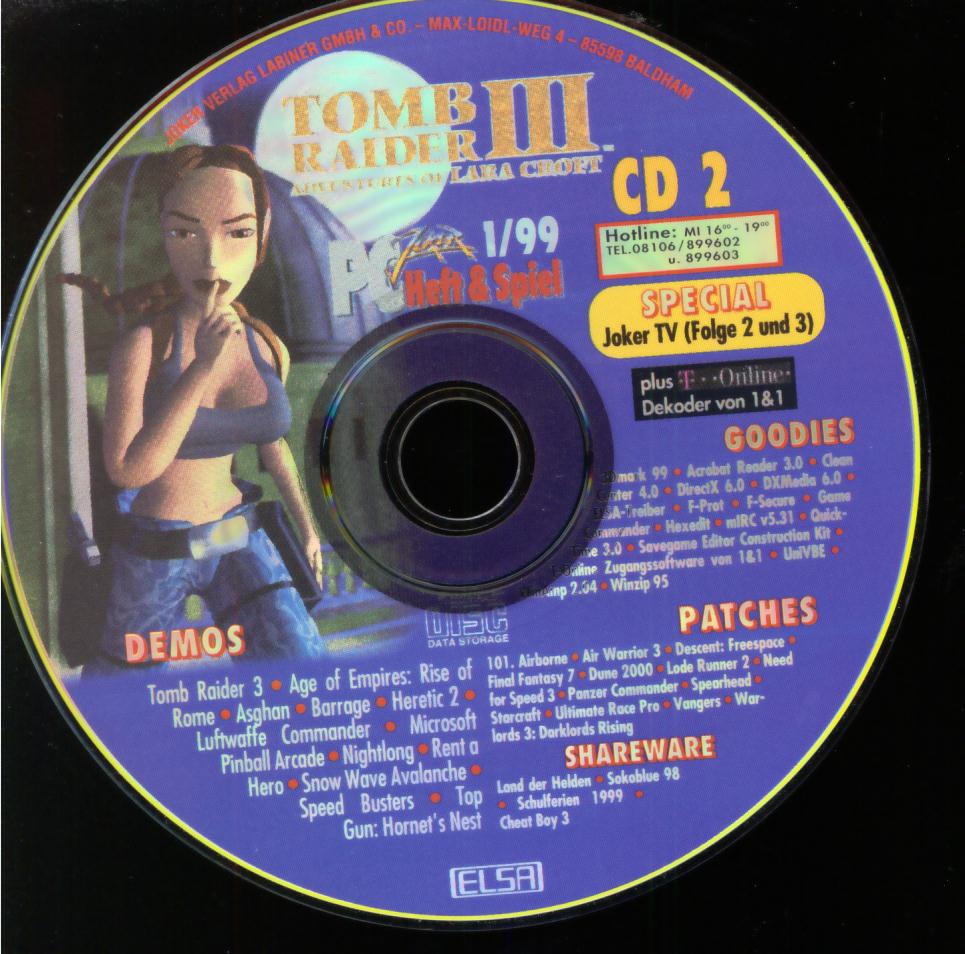 JOKER VERLAG LABINER GMBH & CO. – MAX-LOIDL-WEG 4 – 85598 BALDHAM
TOMB
RAIDER III
ADVENTURES OF LARA CROFT
CD 2
PC Joker 1/99
Heft & Spiel
Hotline: MI 16⁰⁰ - 19⁰⁰
TEL.08106/899602
u. 899603
SPECIAL
Joker TV (Folge 2 und 3)
plus T · · Online ·
Dekoder von 1&1
GOODIES
3Dmark 99 • Acrobat Reader 3.0 • Clean
Center 4.0 • DirectX 6.0 • DXMedia 6.0 •
ELSA-Treiber • F-Prot • F-Secure • Game
Commander • Hexedit • mIRC v5.31 • Quick-
Time 3.0 • Savegame Editor Construction Kit •
T-Online Zugangssoftware von 1&1 • UniVBE •
Winamp 2.04 • Winzip 95
DISC
DATA STORAGE
DEMOS
Tomb Raider 3 • Age of Empires: Rise of
Rome • Asghan • Barrage • Heretic 2 •
Luftwaffe Commander • Microsoft
Pinball Arcade • Nightlong • Rent a
Hero • Snow Wave Avalanche •
Speed Busters • Top
Gun: Hornet's Nest
PATCHES
101. Airborne • Air Warrior 3 • Descent: Freespace •
Final Fantasy 7 • Dune 2000 • Lode Runner 2 • Need
for Speed 3 • Panzer Commander • Spearhead •
Starcraft • Ultimate Race Pro • Vangers • War-
lords 3: Darklords Rising
SHAREWARE
Land der Helden • Sokoblue 98
• Schulferien 1999 •
Cheat Boy 3
ELSA